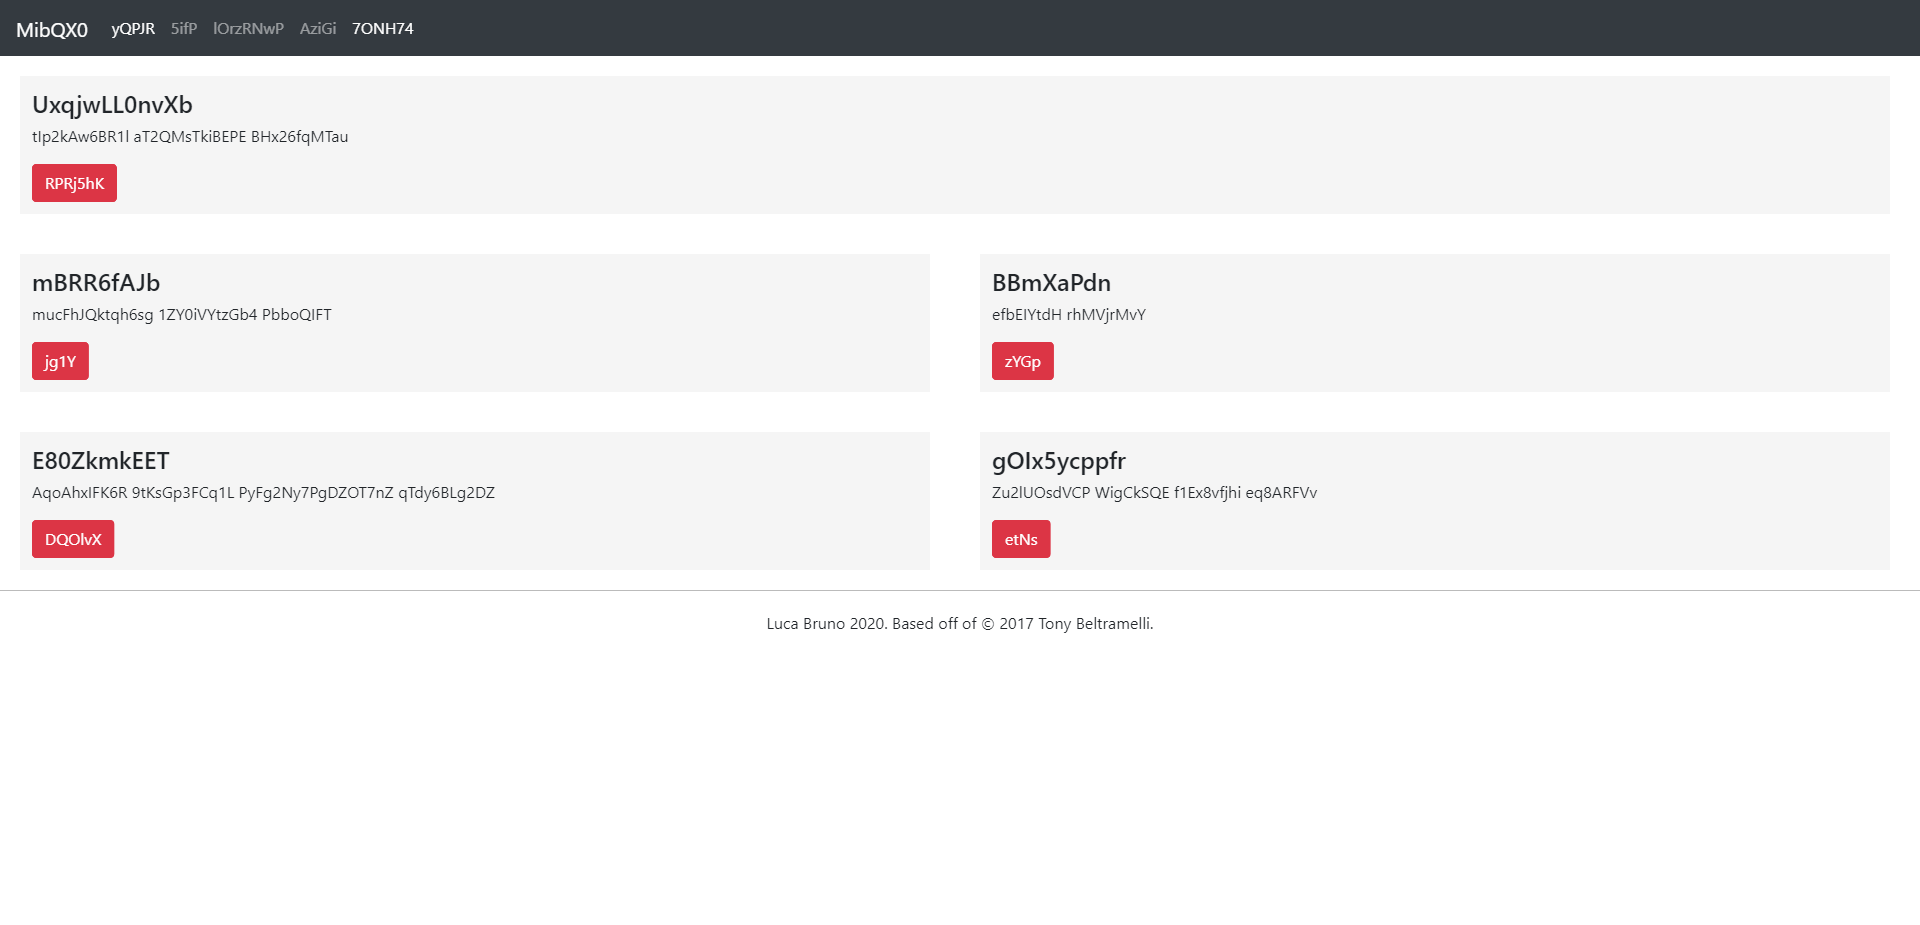 MibQX0 yQPJR 5ifP lOrzRNwP AziGi 7ONH74
UxqjwLL0nvXb
tIp2kAw6BR1l aT2QMsTkiBEPE BHx26fqMTau
RPRj5hK
mBRR6fAJb
mucFhJQktqh6sg 1ZY0iVYtzGb4 PbboQIFT
jg1Y
BBmXaPdn
efbEIYtdH rhMVjrMvY
zYGp
E80ZkmkEET
AqoAhxIFK6R 9tKsGp3FCq1L PyFg2Ny7PgDZOT7nZ qTdy6BLg2DZ
DQOlvX
gOIx5ycppfr
Zu2lUOsdVCP WigCkSQE f1Ex8vfjhi eq8ARFVv
etNs
Luca Bruno 2020. Based off of © 2017 Tony Beltramelli.